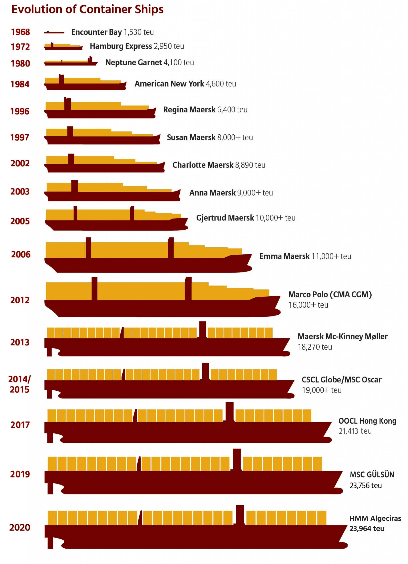 Evolution of Container Ships
1968 Encounter Bay 1,530 teu
1972 Hamburg Express 2,950 teu
1980 Neptune Garnet 4,100 teu
1984 American New York 4,600 teu
1996 Regina Maersk 6,400 teu
1997 Susan Maersk 8,000+ teu
2002 Charlotte Maersk 8,890 teu
2003 Anna Maersk 9,000+ teu
2005 Gjertrud Maersk 10,000+ teu
2006 Emma Maersk 11,000+ teu
2012 Marco Polo (CMA CGM)
16,000+ teu
2013 Maersk Mc-Kinney Møller
18,270 teu
2014/
2015 CSCL Globe/MSC Oscar
19,000+ teu
2017 OOCL Hong Kong
21,413 teu
2019 MSC GÜLSÜN
23,756 teu
2020 HMM Algeciras
23,964 teu